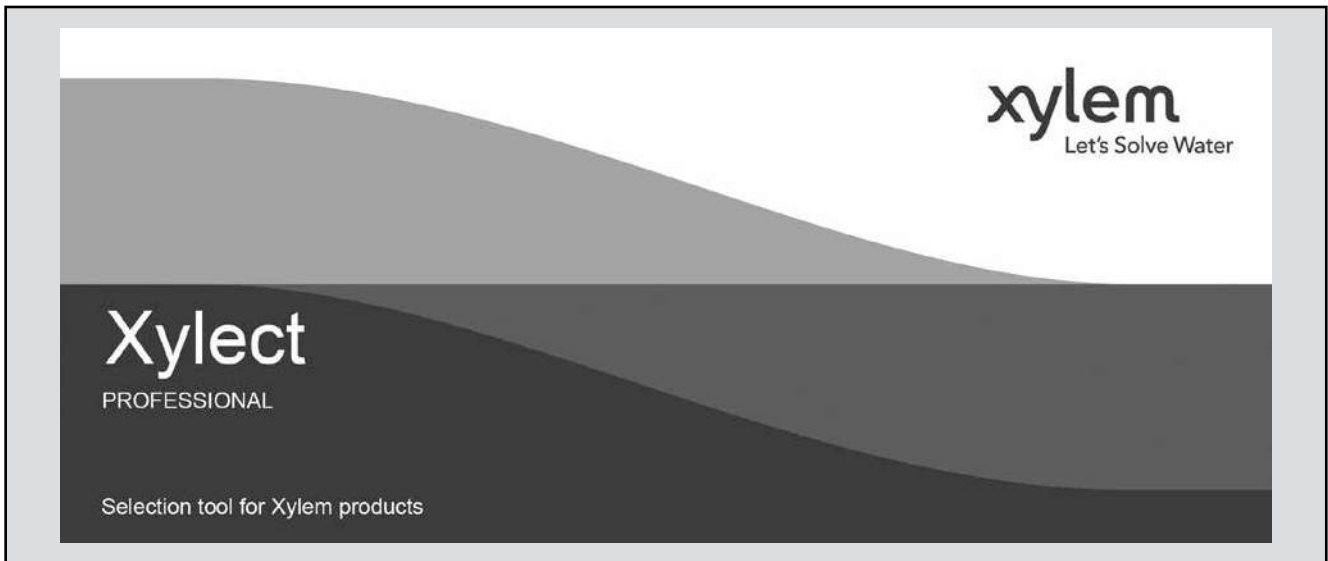 xylem
Let's Solve Water
Xylect
PROFESSIONAL
Selection tool for Xylem products